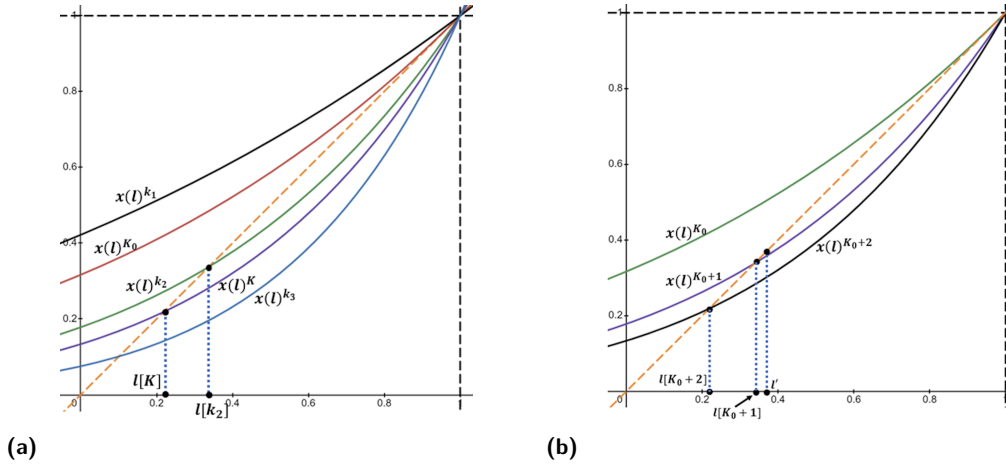 1
0.8
0.6
0.4
0.2
0
0.2
0.4
0.6
0.8
x(l)^{k_1}
x(l)^{K_0}
x(l)^{k_2}
x(l)^K
x(l)^{k_3}
l[K]
l[k_2]
(a)
1
0.8
0.6
0.4
0.2
0
0.2
0.4
0.6
0.8
x(l)^{K_0}
x(l)^{K_0+1}
x(l)^{K_0+2}
l[K_0+2]
l'
l[K_0+1]
(b)